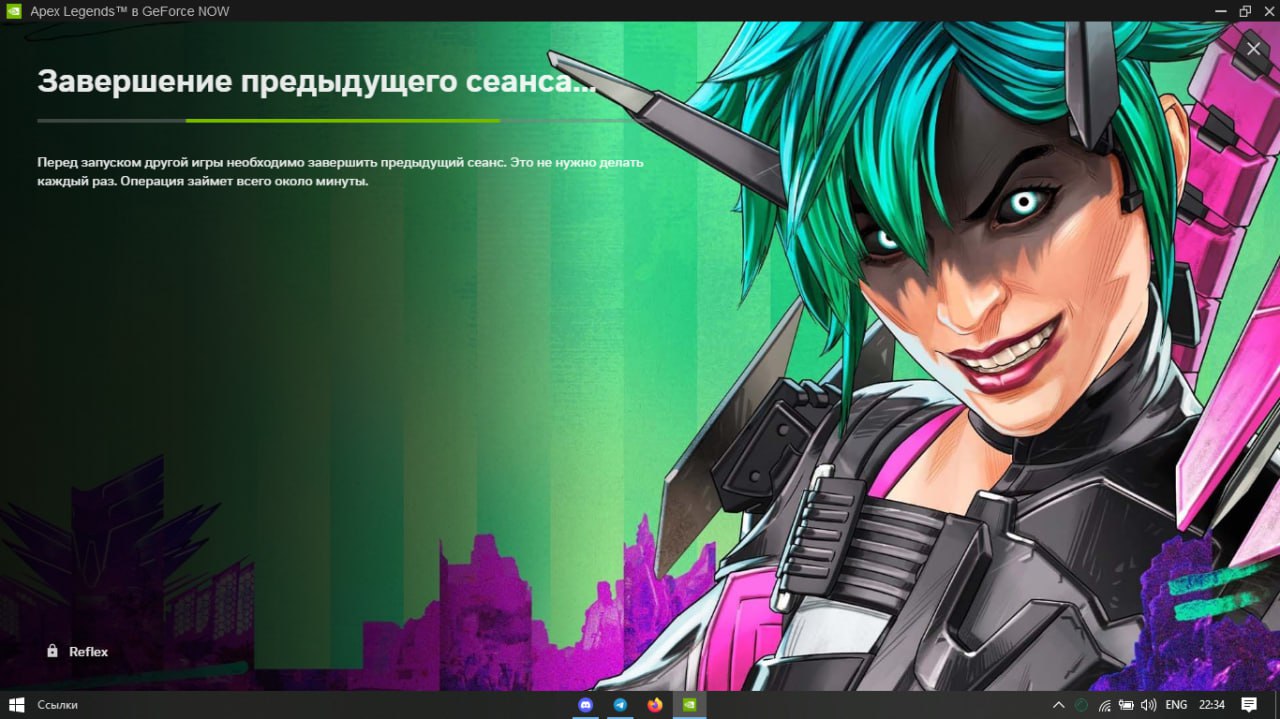 Apex Legends™ в GeForce NOW
Завершение предыдущего сеанса...
Перед запуском другой игры необходимо завершить предыдущий сеанс. Это не нужно делать
каждый раз. Операция займет всего около минуты.
Reflex
Ссылки
ENG
22:34